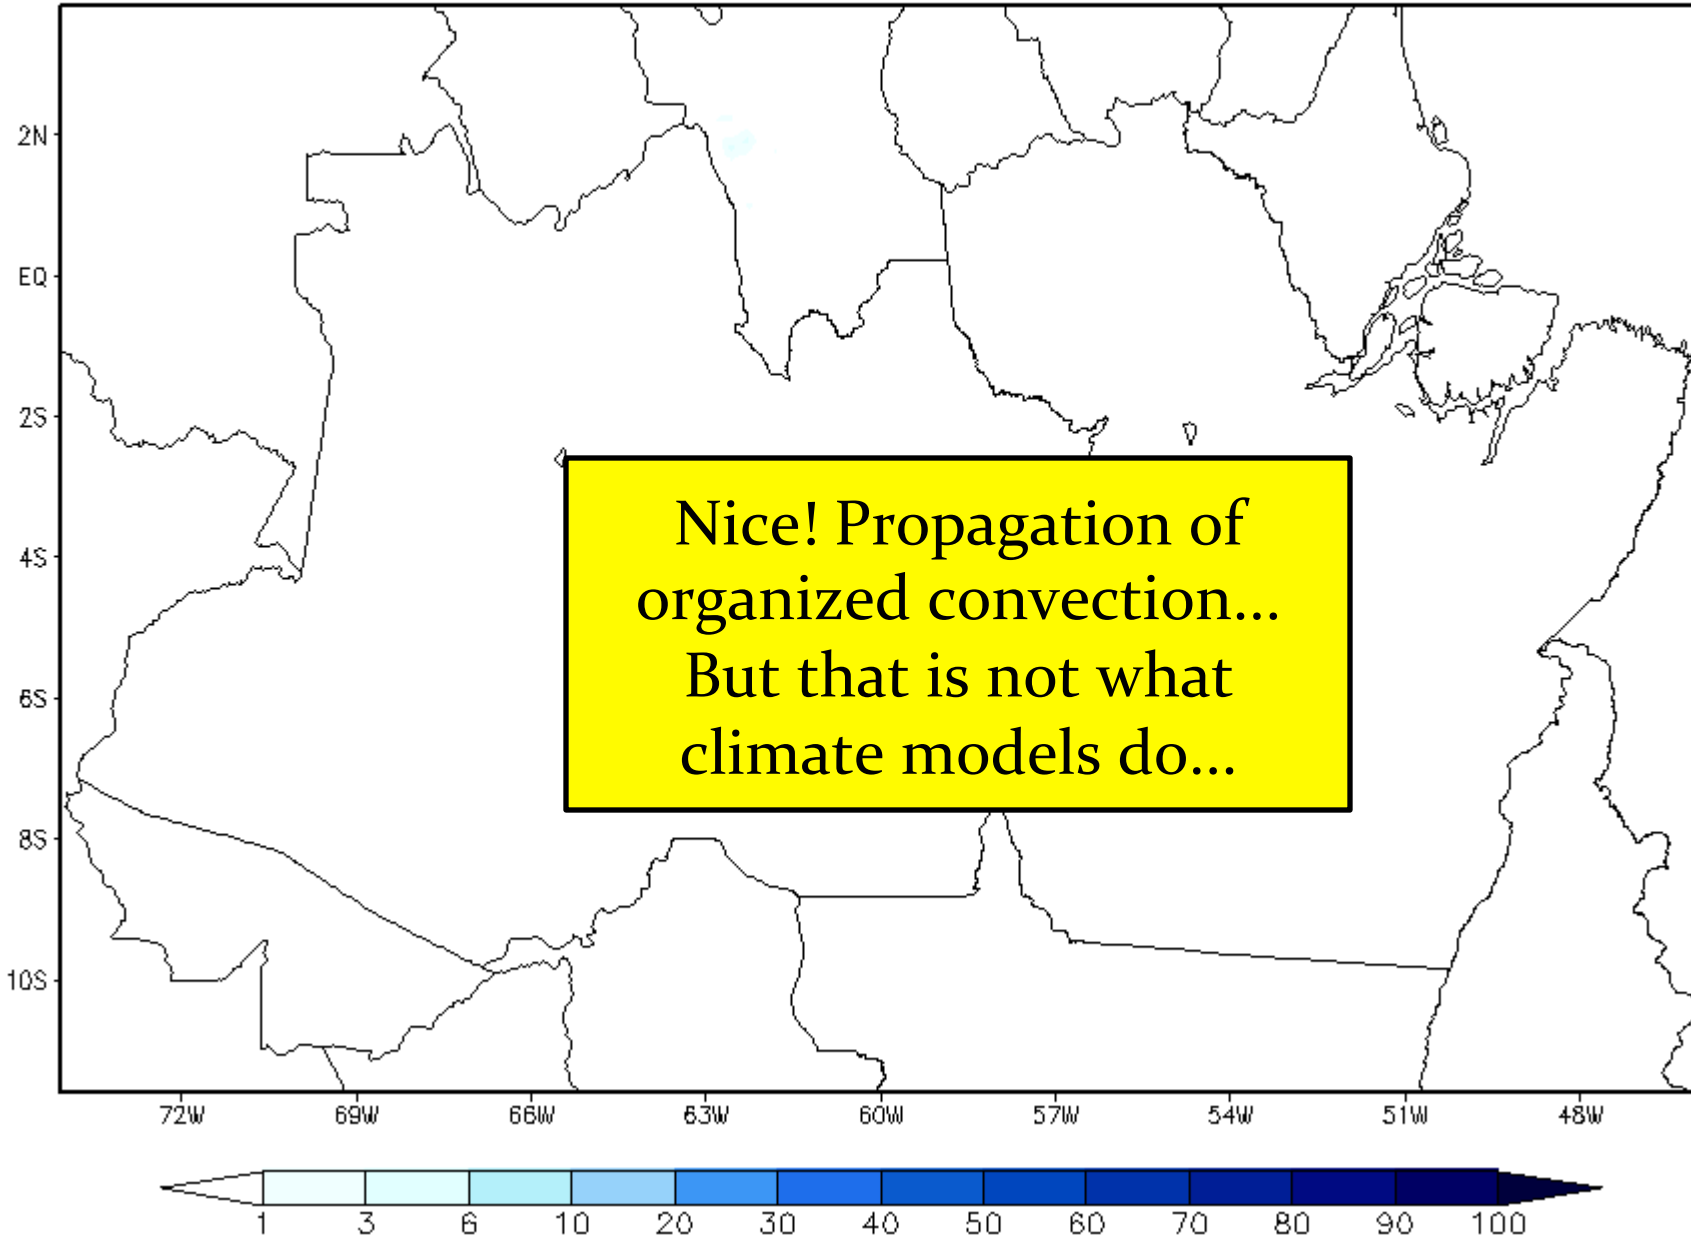 2N
EQ
2S
4S
6S
8S
10S
Nice! Propagation of
organized convection...
But that is not what
climate models do...
72W 69W 66W 63W 60W 57W 54W 51W 48W
1 3 6 10 20 30 40 50 60 70 80 90 100